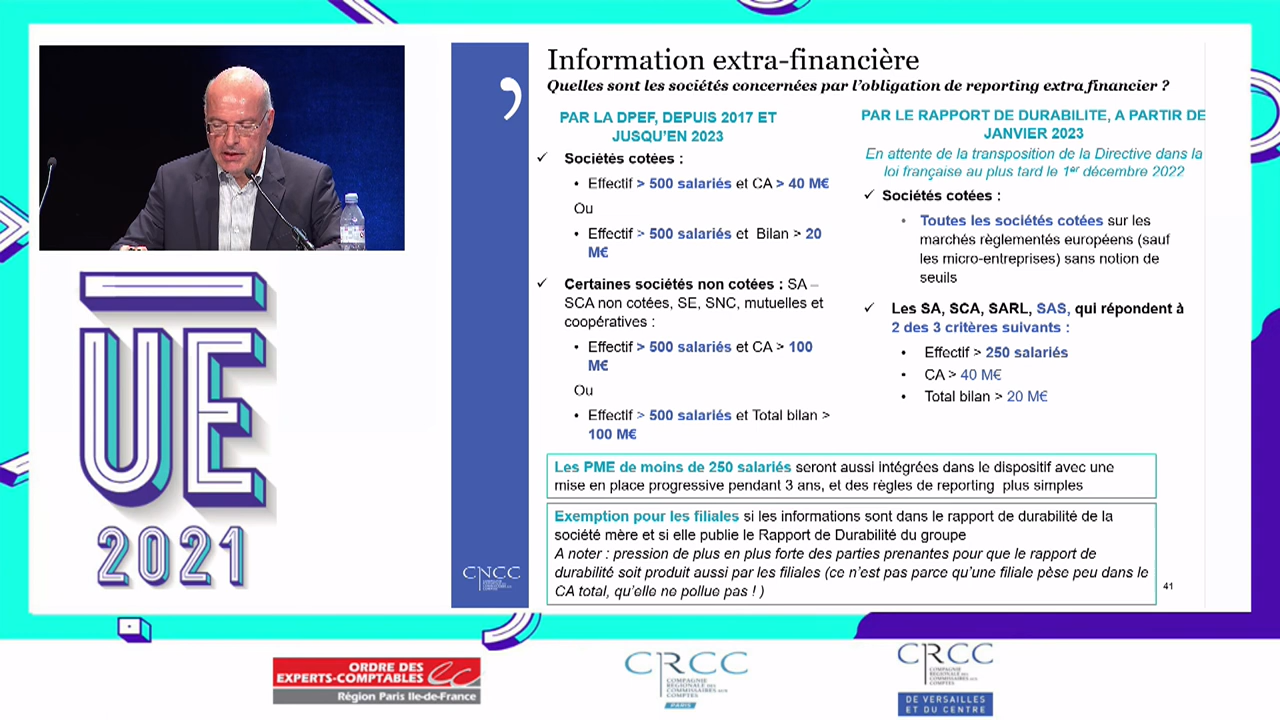 Information extra-financière
Quelles sont les sociétés concernées par l'obligation de reporting extra financier ?
PAR LA DPEF, DEPUIS 2017 ET
JUSQU'EN 2023
✓ Sociétés cotées :
• Effectif > 500 salariés et CA > 40 M€
Ou
• Effectif > 500 salariés et Bilan > 20
M€
✓ Certaines sociétés non cotées : SA –
SCA non cotées, SE, SNC, mutuelles et
coopératives :
• Effectif > 500 salariés et CA > 100
M€
Ou
• Effectif > 500 salariés et Total bilan >
100 M€
PAR LE RAPPORT DE DURABILITE, A PARTIR DE
JANVIER 2023
En attente de la transposition de la Directive dans la
loi française au plus tard le 1er décembre 2022
✓ Sociétés cotées :
• Toutes les sociétés cotées sur les
marchés règlementés européens (sauf
les micro-entreprises) sans notion de
seuils
✓ Les SA, SCA, SARL, SAS, qui répondent à
2 des 3 critères suivants :
• Effectif > 250 salariés
• CA > 40 M€
• Total bilan > 20 M€
Les PME de moins de 250 salariés seront aussi intégrées dans le dispositif avec une
mise en place progressive pendant 3 ans, et des règles de reporting plus simples
Exemption pour les filiales si les informations sont dans le rapport de durabilité de la
société mère et si elle publie le Rapport de Durabilité du groupe
A noter : pression de plus en plus forte des parties prenantes pour que le rapport de
durabilité soit produit aussi par les filiales (ce n'est pas parce qu'une filiale pèse peu dans le
CA total, qu'elle ne pollue pas ! )
41
CNCC
UE
2021
ORDRE DES
EXPERTS-COMPTABLES
Région Paris Ile-de-France
CRCC
COMPAGNIE
RÉGIONALE DES
COMMISSAIRES AUX
COMPTES
PARIS
CRCC
COMPAGNIE
RÉGIONALE DES
COMMISSAIRES AUX
COMPTES
DE VERSAILLES
ET DU CENTRE